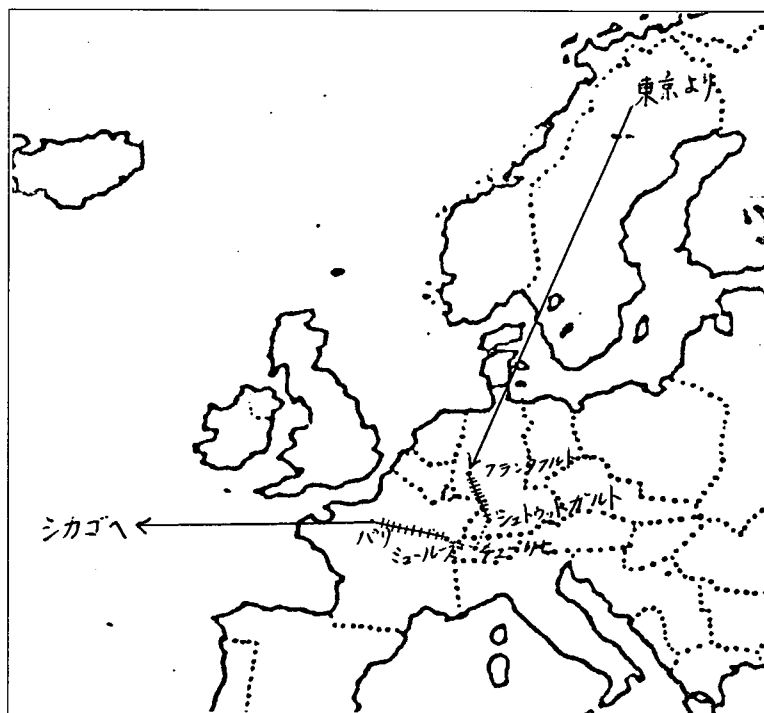 東京より
フランクフルト
シュトゥットガルト
シカゴへ
パリ
ミュールーズ
チューリヒ